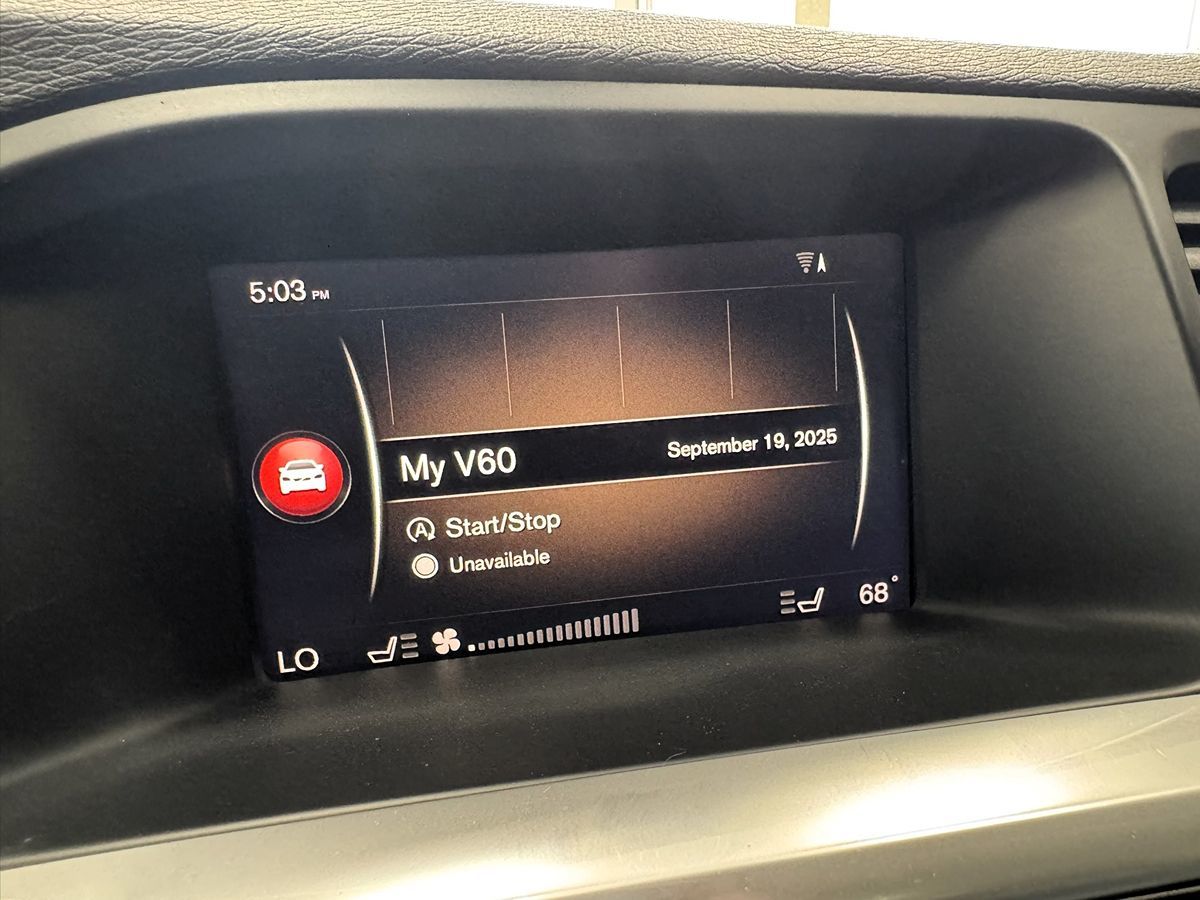 5:03 PM
My V60
September 19, 2025
A Start/Stop
Unavailable
LO
68°